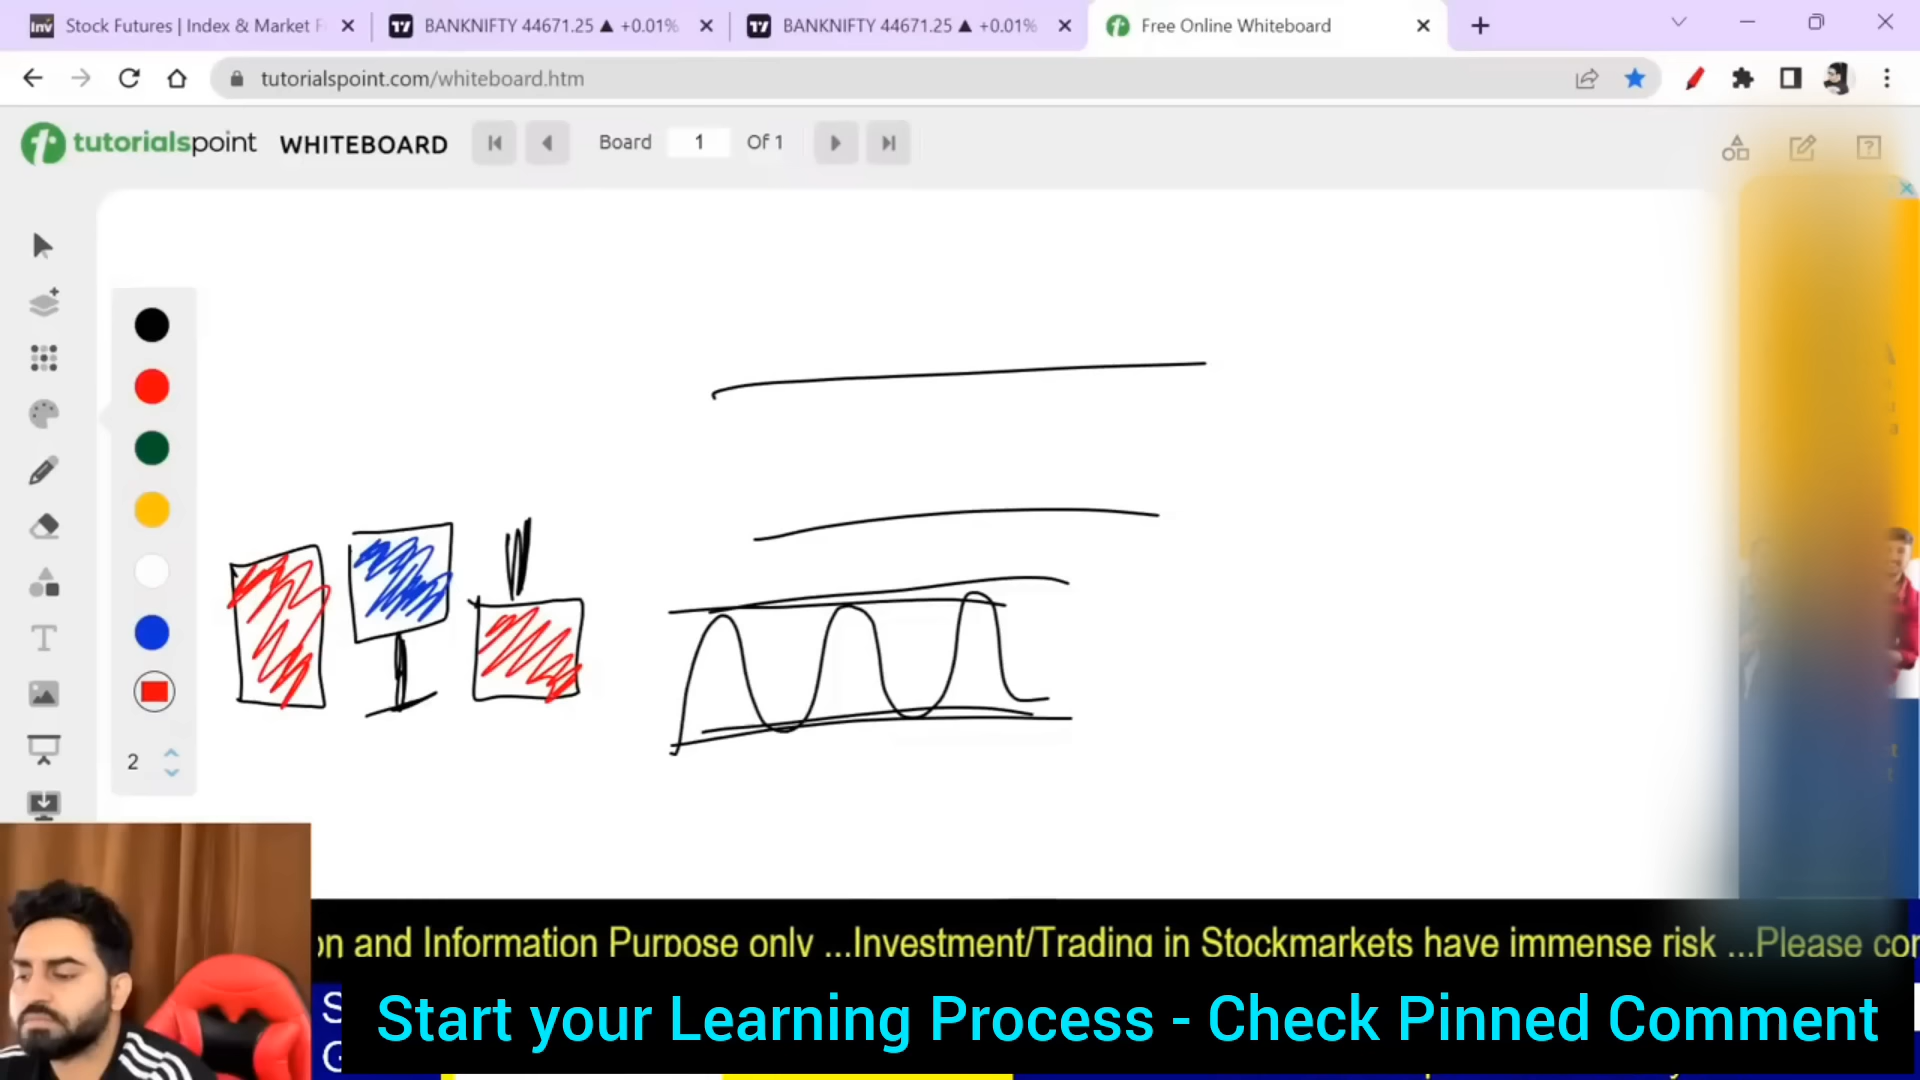 Stock Futures | Index & Market F
BANKNIFTY 44671.25 ▲ +0.01%
BANKNIFTY 44671.25 ▲ +0.01%
Free Online Whiteboard
tutorialspoint.com/whiteboard.htm
tutorialspoint WHITEBOARD Board 1 Of 1
2
on and Information Purpose only ...Investment/Trading in Stockmarkets have immense risk ...Please con
Start your Learning Process - Check Pinned Comment